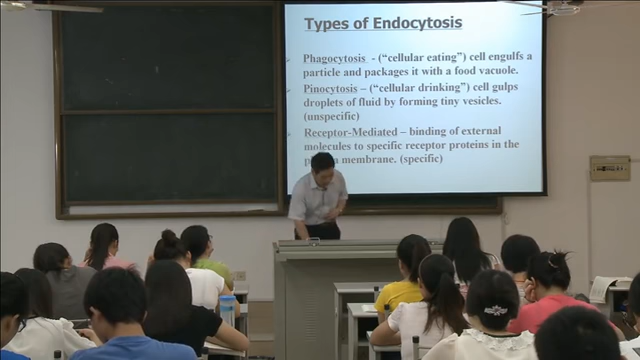 Types of Endocytosis
Phagocytosis - ("cellular eating") cell engulfs a
particle and packages it with a food vacuole.
Pinocytosis – ("cellular drinking") cell gulps
droplets of fluid by forming tiny vesicles.
(unspecific)
Receptor-Mediated – binding of external
molecules to specific receptor proteins in the
membrane. (specific)